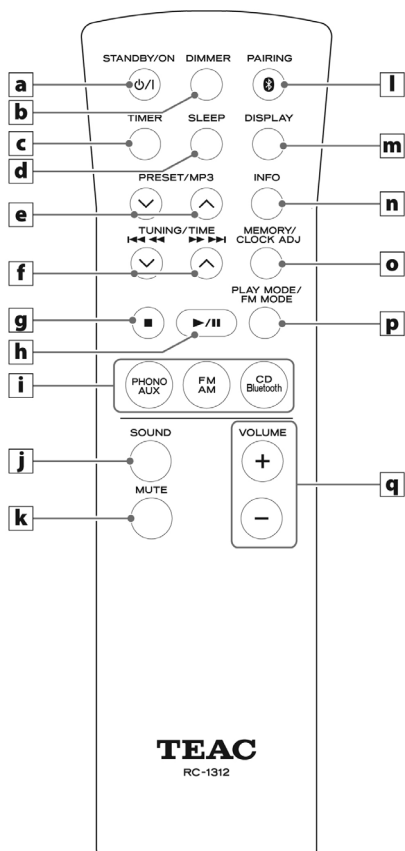 STANDBY/ON DIMMER PAIRING
a ⏻/I l
b
TIMER SLEEP DISPLAY
c m
d
PRESET/MP3 INFO
e n
TUNING/TIME MEMORY/
⏮◀◀ ▶▶⏭ CLOCK ADJ
f o
PLAY MODE/
FM MODE
g ■ ▶/II p
h
i
PHONO FM CD
AUX AM Bluetooth
SOUND VOLUME
j + q
MUTE
k −
TEAC
RC-1312